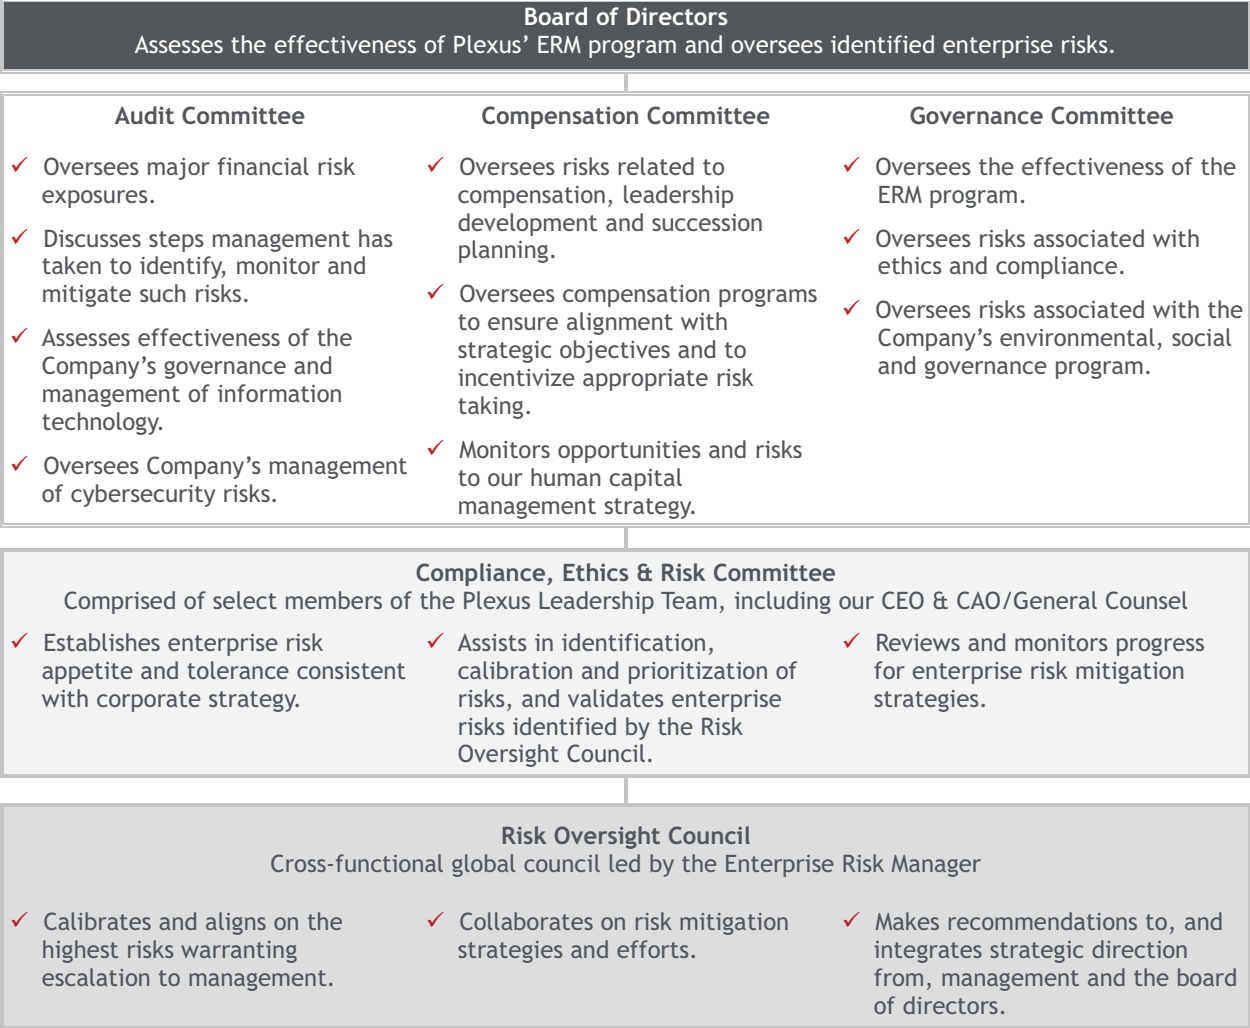 Board of Directors
Assesses the effectiveness of Plexus’ ERM program and oversees identified enterprise risks.
Audit Committee
✓ Oversees major financial risk
exposures.
✓ Discusses steps management has
taken to identify, monitor and
mitigate such risks.
✓ Assesses effectiveness of the
Company’s governance and
management of information
technology.
✓ Oversees Company’s management
of cybersecurity risks.
Compensation Committee
✓ Oversees risks related to
compensation, leadership
development and succession
planning.
✓ Oversees compensation programs
to ensure alignment with
strategic objectives and to
incentivize appropriate risk
taking.
✓ Monitors opportunities and risks
to our human capital
management strategy.
Governance Committee
✓ Oversees the effectiveness of the
ERM program.
✓ Oversees risks associated with
ethics and compliance.
✓ Oversees risks associated with the
Company’s environmental, social
and governance program.
Compliance, Ethics & Risk Committee
Comprised of select members of the Plexus Leadership Team, including our CEO & CAO/General Counsel
✓ Establishes enterprise risk
appetite and tolerance consistent
with corporate strategy.
✓ Assists in identification,
calibration and prioritization of
risks, and validates enterprise
risks identified by the Risk
Oversight Council.
✓ Reviews and monitors progress
for enterprise risk mitigation
strategies.
Risk Oversight Council
Cross-functional global council led by the Enterprise Risk Manager
✓ Calibrates and aligns on the
highest risks warranting
escalation to management.
✓ Collaborates on risk mitigation
strategies and efforts.
✓ Makes recommendations to, and
integrates strategic direction
from, management and the board
of directors.